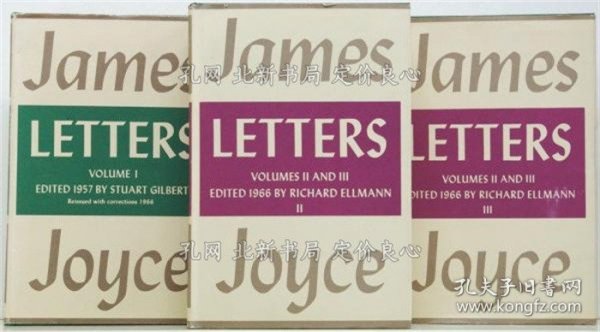 James
LETTERS
VOLUME I
EDITED 1957 BY STUART GILBERT
Reissued with corrections 1966
Joyce
James
LETTERS
VOLUMES II AND III
EDITED 1966 BY RICHARD ELLMANN
II
Joyce
James
LETTERS
VOLUMES II AND III
EDITED 1966 BY RICHARD ELLMANN
III
Joyce
孔网 北新书局 定价良心
孔网 北新书局 定价良心
孔夫子旧书网
www.kongfz.com